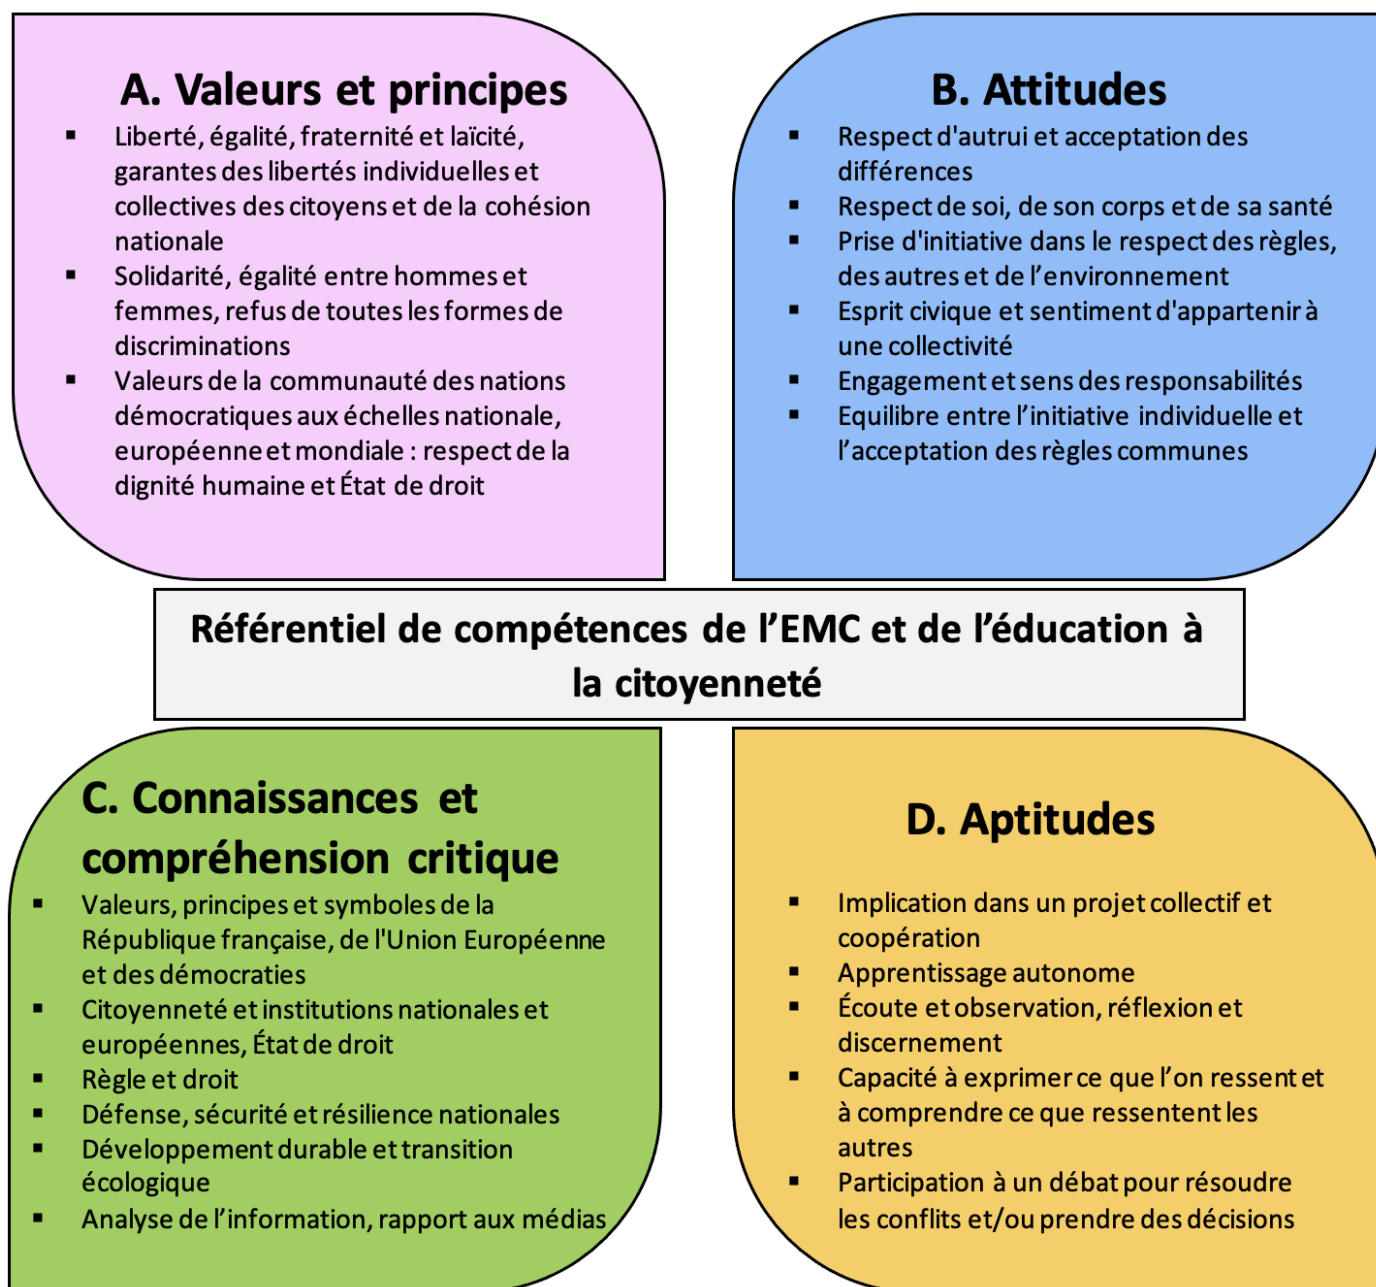 A. Valeurs et principes
▪ Liberté, égalité, fraternité et laïcité,
garantes des libertés individuelles et
collectives des citoyens et de la cohésion
nationale
▪ Solidarité, égalité entre hommes et
femmes, refus de toutes les formes de
discriminations
▪ Valeurs de la communauté des nations
démocratiques aux échelles nationale,
européenne et mondiale : respect de la
dignité humaine et État de droit
B. Attitudes
▪ Respect d'autrui et acceptation des
différences
▪ Respect de soi, de son corps et de sa santé
▪ Prise d'initiative dans le respect des règles,
des autres et de l’environnement
▪ Esprit civique et sentiment d'appartenir à
une collectivité
▪ Engagement et sens des responsabilités
▪ Equilibre entre l’initiative individuelle et
l’acceptation des règles communes
Référentiel de compétences de l’EMC et de l’éducation à
la citoyenneté
C. Connaissances et
compréhension critique
▪ Valeurs, principes et symboles de la
République française, de l'Union Européenne
et des démocraties
▪ Citoyenneté et institutions nationales et
européennes, État de droit
▪ Règle et droit
▪ Défense, sécurité et résilience nationales
▪ Développement durable et transition
écologique
▪ Analyse de l’information, rapport aux médias
D. Aptitudes
▪ Implication dans un projet collectif et
coopération
▪ Apprentissage autonome
▪ Écoute et observation, réflexion et
discernement
▪ Capacité à exprimer ce que l’on ressent et
à comprendre ce que ressentent les
autres
▪ Participation à un débat pour résoudre
les conflits et/ou prendre des décisions